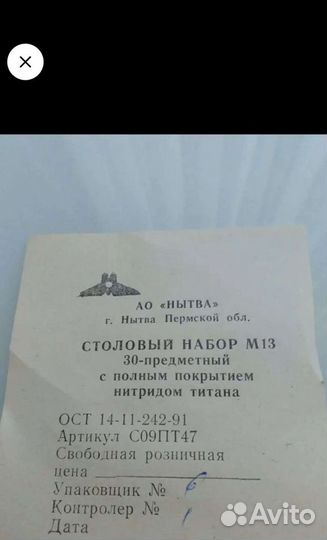 АО «НЫТВА»
г. Нытва Пермской обл.
СТОЛОВЫЙ НАБОР М13
30-предметный
с полным покрытием
нитридом титана
ОСТ 14-11-242-91
Артикул С09ПТ47
Свободная розничная
цена
Упаковщик № 6
Контролер № 1
Дата
Avito